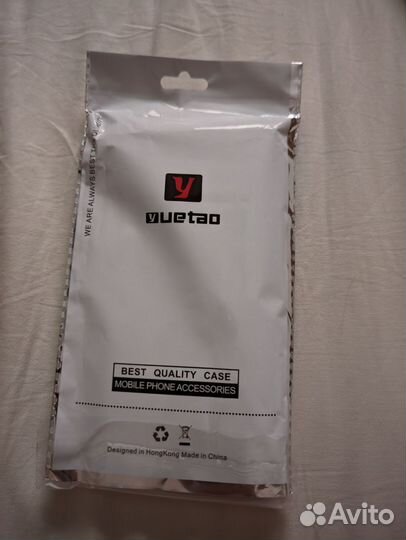 WE ARE ALWAYS BEST
y
yuetao
BEST QUALITY CASE
MOBILE PHONE ACCESSORIES
Designed in HongKong Made in China
Avito